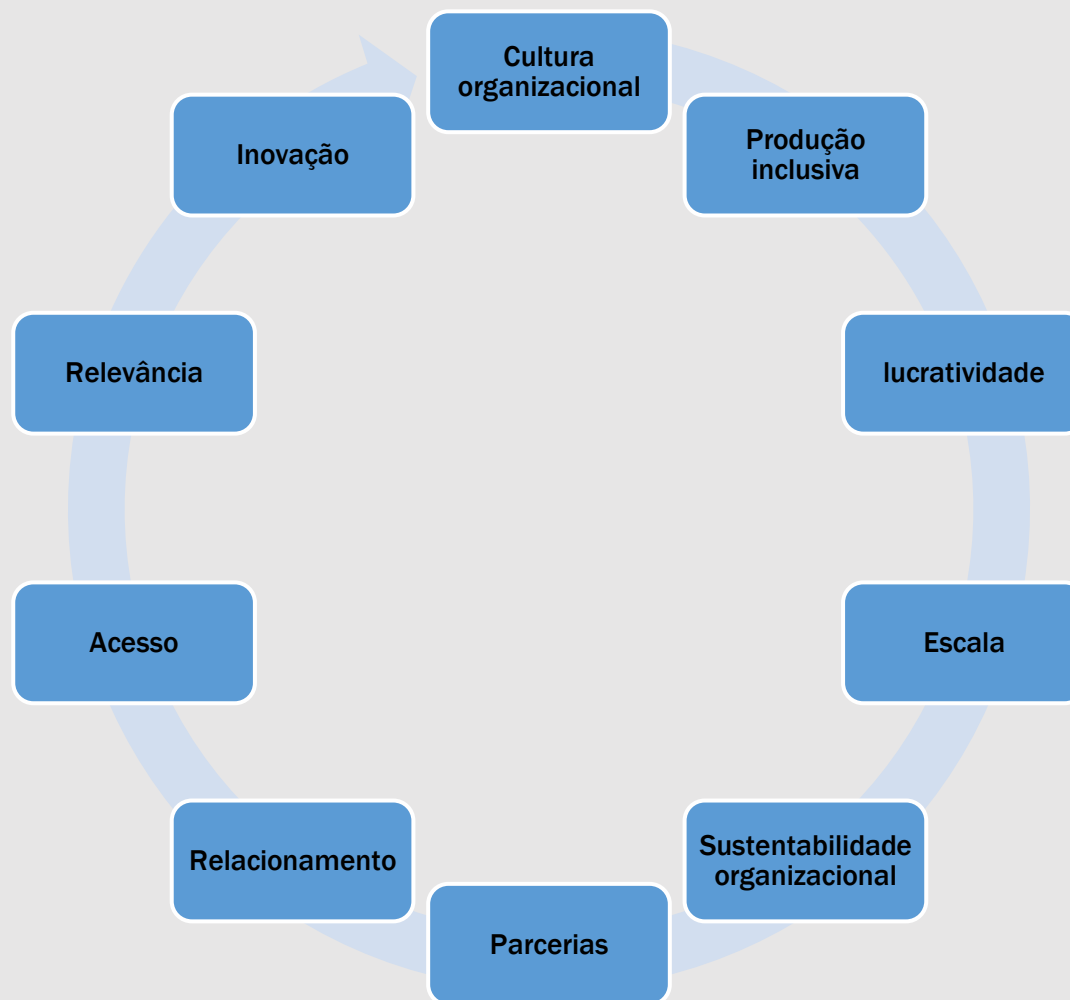 Cultura
organizacional
Produção
inclusiva
lucratividade
Escala
Sustentabilidade
organizacional
Parcerias
Relacionamento
Acesso
Relevância
Inovação